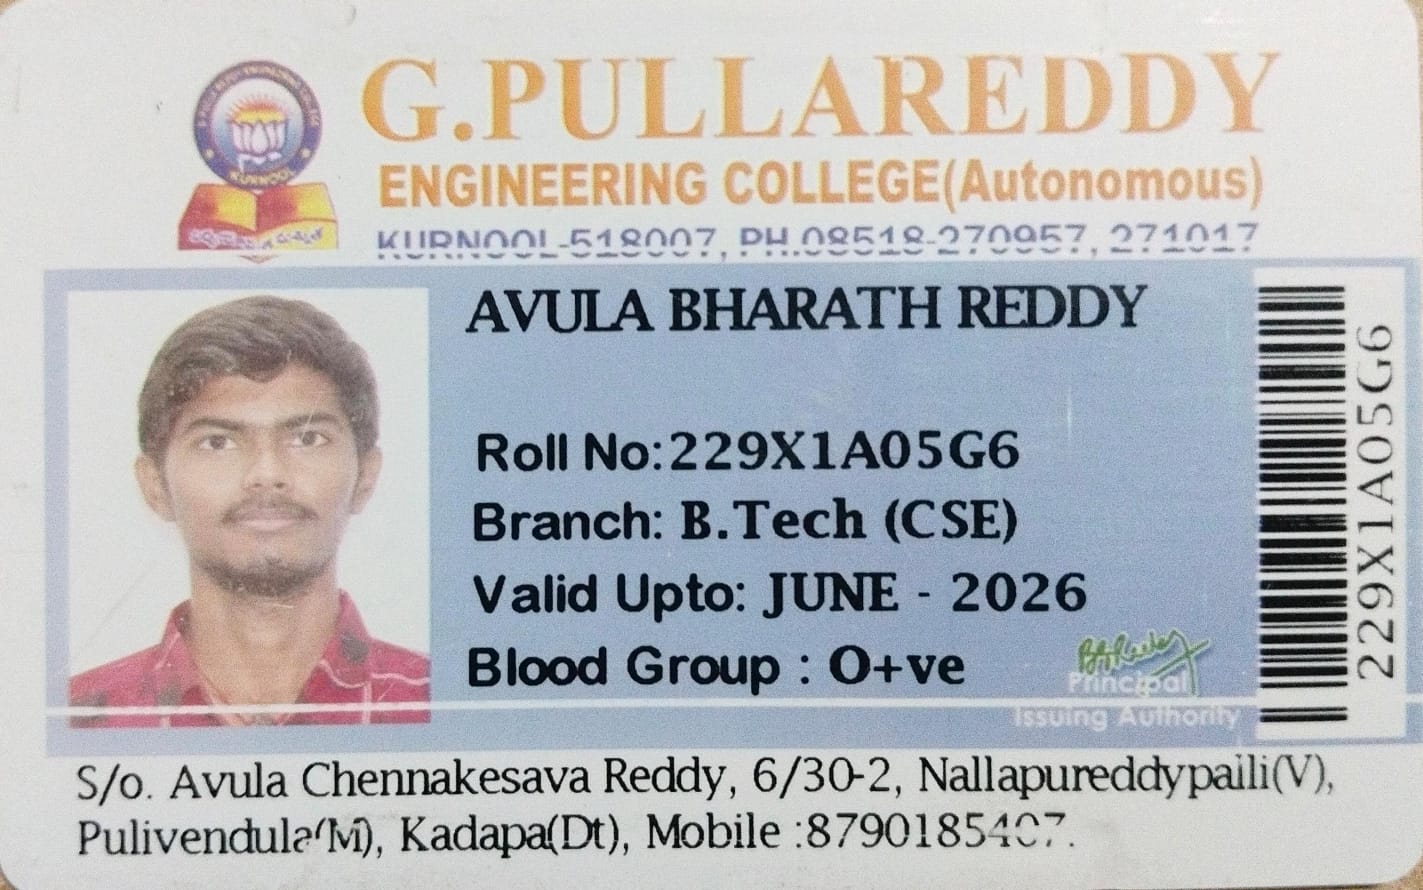 G.PULLAREDDY
ENGINEERING COLLEGE(Autonomous)
KURNOOL-518007, PH.08518-270957, 271017
KURNOOL
AVULA BHARATH REDDY
Roll No:229X1A05G6
Branch: B.Tech (CSE)
Valid Upto: JUNE - 2026
Blood Group : O+ve
Principal
Issuing Authority
229X1A05G6
S/o. Avula Chennakesava Reddy, 6/30-2, Nallapureddypaili(V),
Pulivendula(M), Kadapa(Dt), Mobile :